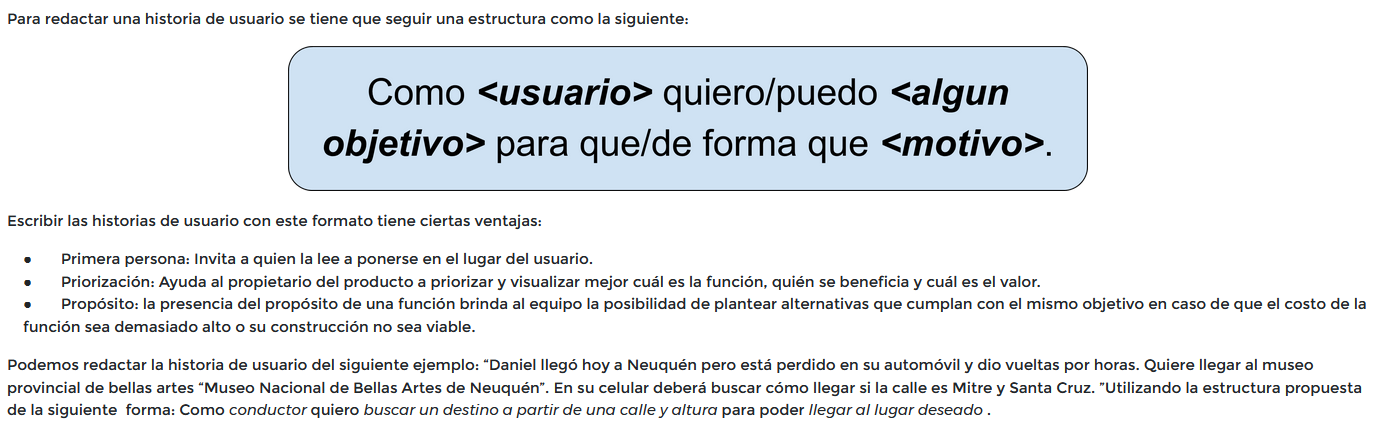 Para redactar una historia de usuario se tiene que seguir una estructura como la siguiente:
Como <usuario> quiero/puedo <algun
objetivo> para que/de forma que <motivo>.
Escribir las historias de usuario con este formato tiene ciertas ventajas:
● Primera persona: Invita a quien la lee a ponerse en el lugar del usuario.
● Priorización: Ayuda al propietario del producto a priorizar y visualizar mejor cuál es la función, quién se beneficia y cuál es el valor.
● Propósito: la presencia del propósito de una función brinda al equipo la posibilidad de plantear alternativas que cumplan con el mismo objetivo en caso de que el costo de la
función sea demasiado alto o su construcción no sea viable.
Podemos redactar la historia de usuario del siguiente ejemplo: “Daniel llegó hoy a Neuquén pero está perdido en su automóvil y dio vueltas por horas. Quiere llegar al museo
provincial de bellas artes “Museo Nacional de Bellas Artes de Neuquén”. En su celular deberá buscar cómo llegar si la calle es Mitre y Santa Cruz. ”Utilizando la estructura propuesta
de la siguiente  forma: Como conductor quiero buscar un destino a partir de una calle y altura para poder llegar al lugar deseado .